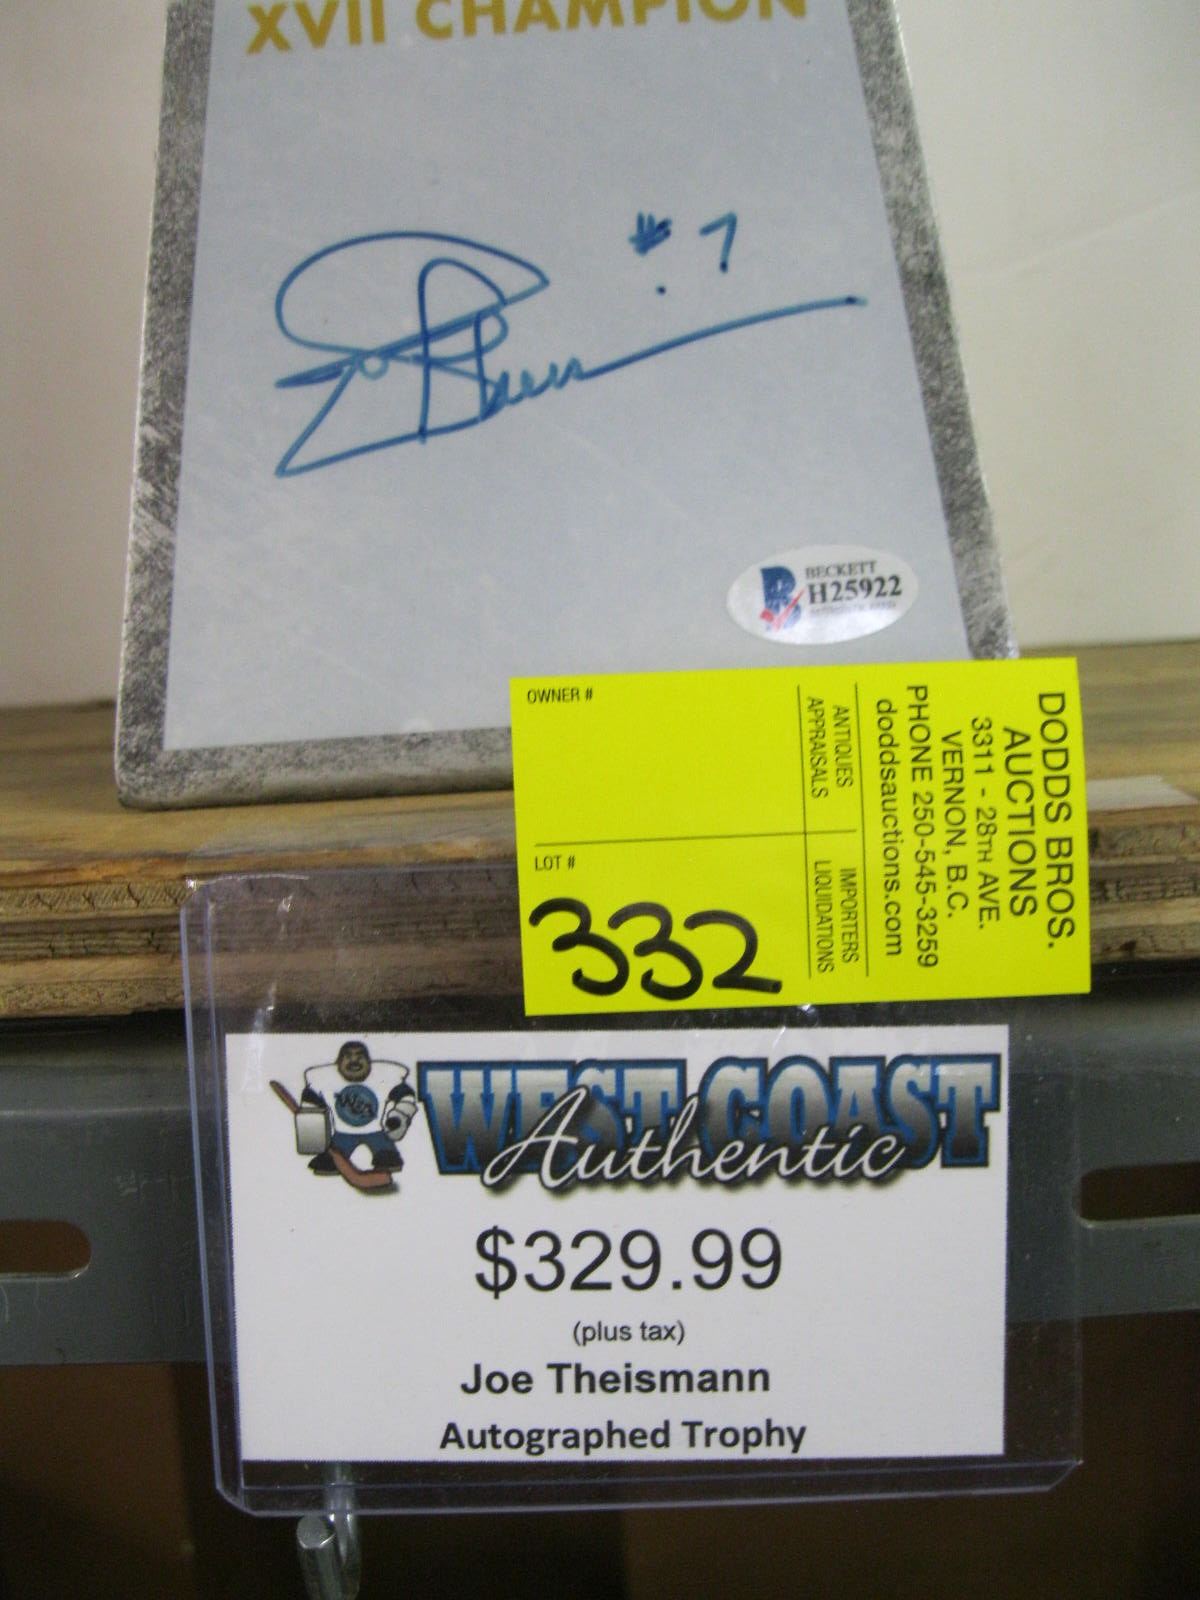 XVII CHAMPION
#7
BECKETT
H25922
OWNER #
LOT #
332
ANTIQUES
APPRAISALS
IMPORTERS
LIQUIDATIONS
DODDS BROS.
AUCTIONS
3311 - 28TH AVE.
VERNON, B.C.
PHONE 250-545-3259
doddsauctions.com
WEST COAST
Authentic
$329.99
(plus tax)
Joe Theismann
Autographed Trophy